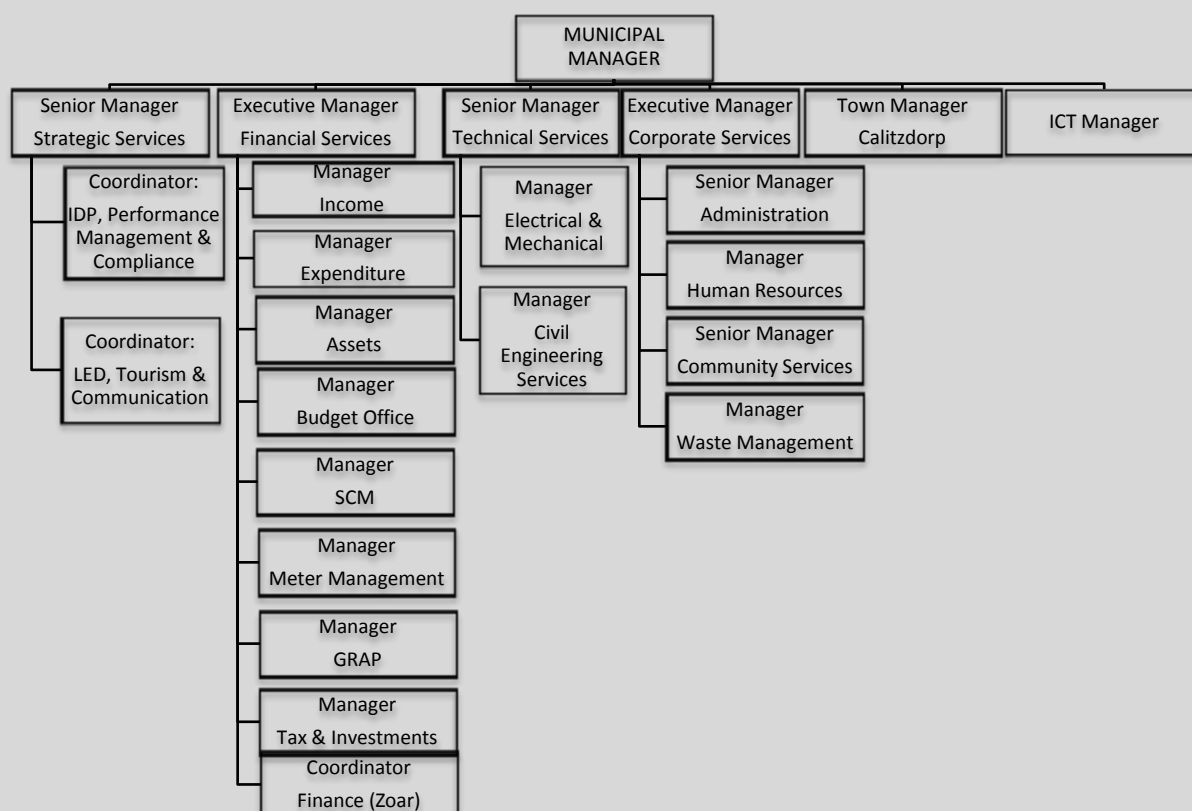 MUNICIPAL
MANAGER
Senior Manager
Strategic Services
Executive Manager
Financial Services
Senior Manager
Technical Services
Executive Manager
Corporate Services
Town Manager
Calitzdorp
ICT Manager
Coordinator:
IDP, Performance
Management &
Compliance
Coordinator:
LED, Tourism &
Communication
Manager
Income
Manager
Expenditure
Manager
Assets
Manager
Budget Office
Manager
SCM
Manager
Meter Management
Manager
GRAP
Manager
Tax & Investments
Coordinator
Finance (Zoar)
Manager
Electrical &
Mechanical
Manager
Civil
Engineering
Services
Senior Manager
Administration
Manager
Human Resources
Senior Manager
Community Services
Manager
Waste Management